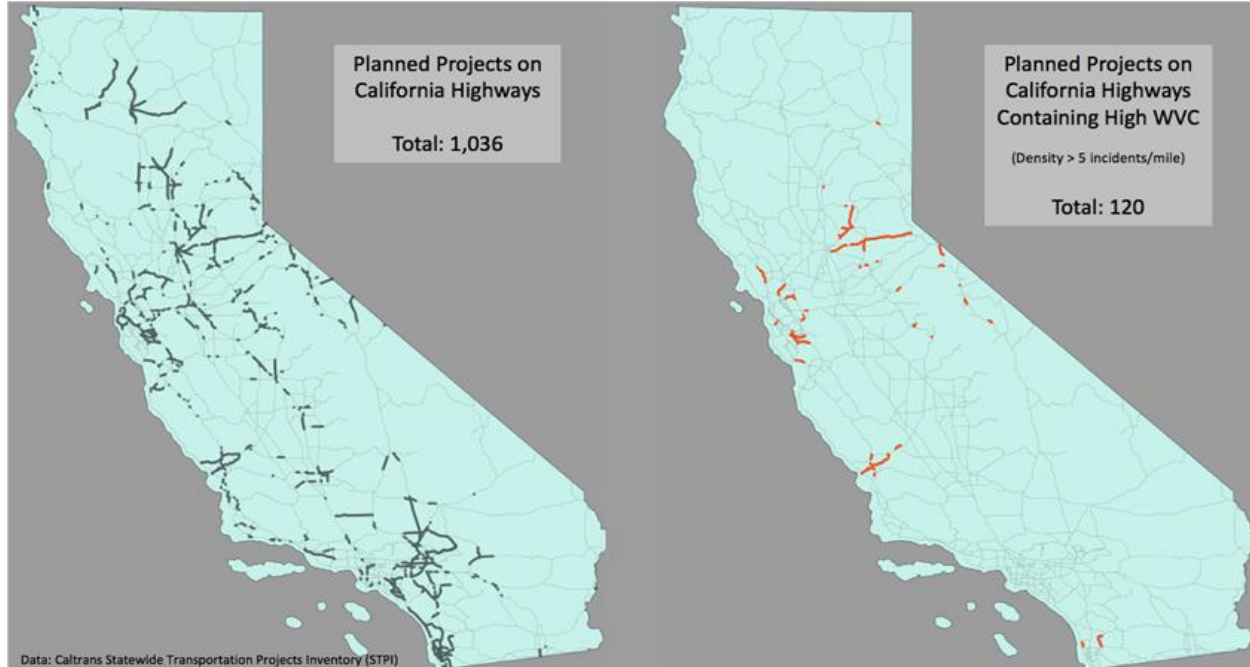 Planned Projects on
California Highways
Total: 1,036
Planned Projects on
California Highways
Containing High WVC
(Density > 5 incidents/mile)
Total: 120
Data: Caltrans Statewide Transportation Projects Inventory (STPI)